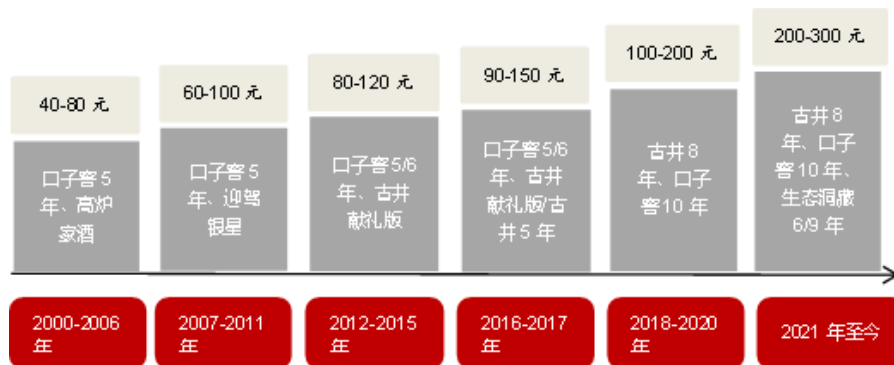 40-80 元
60-100 元
80-120 元
90-150 元
100-200 元
200-300 元
口子窖 5
年、高炉
家酒
口子窖 5
年、迎驾
银星
口子窖 5/6
年、古井
献礼版
口子窖 5/6
年、古井
献礼版/古
井 5 年
古井 8
年、口子
窖 10 年
古井 8
年、口子
窖 10 年、
生态洞藏
6/9 年
2000-2006
年
2007-2011
年
2012-2015
年
2016-2017
年
2018-2020
年
2021 年至今